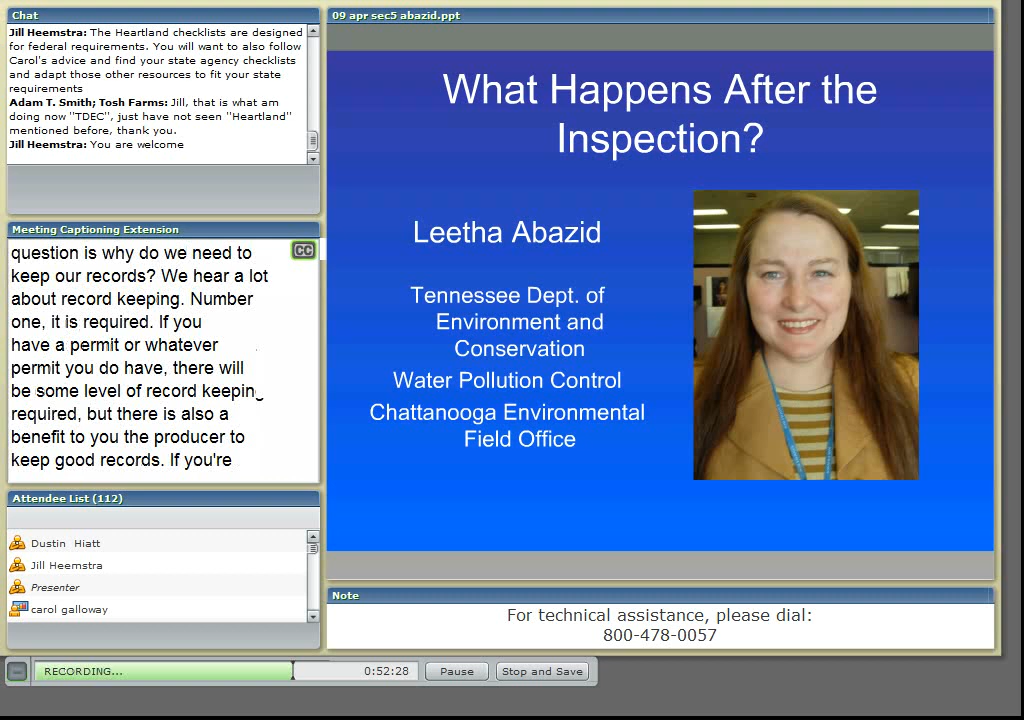 Chat
Jill Heemstra: The Heartland checklists are designed
for federal requirements. You will want to also follow
Carol's advice and find your state agency checklists
and adapt those other resources to fit your state
requirements
Adam T. Smith; Tosh Farms: Jill, that is what am
doing now "TDEC", just have not seen "Heartland"
mentioned before, thank you.
Jill Heemstra: You are welcome
Meeting Captioning Extension
CC
question is why do we need to
keep our records? We hear a lot
about record keeping. Number
one, it is required. If you
have a permit or whatever
permit you do have, there will
be some level of record keeping
required, but there is also a
benefit to you the producer to
keep good records. If you're
Attendee List (112)
Dustin Hiatt
Jill Heemstra
Presenter
carol galloway
09 apr sec5 abazid.ppt
What Happens After the
Inspection?
Leetha Abazid
Tennessee Dept. of
Environment and
Conservation
Water Pollution Control
Chattanooga Environmental
Field Office
Note
For technical assistance, please dial:
800-478-0057
RECORDING...
0:52:28
Pause
Stop and Save